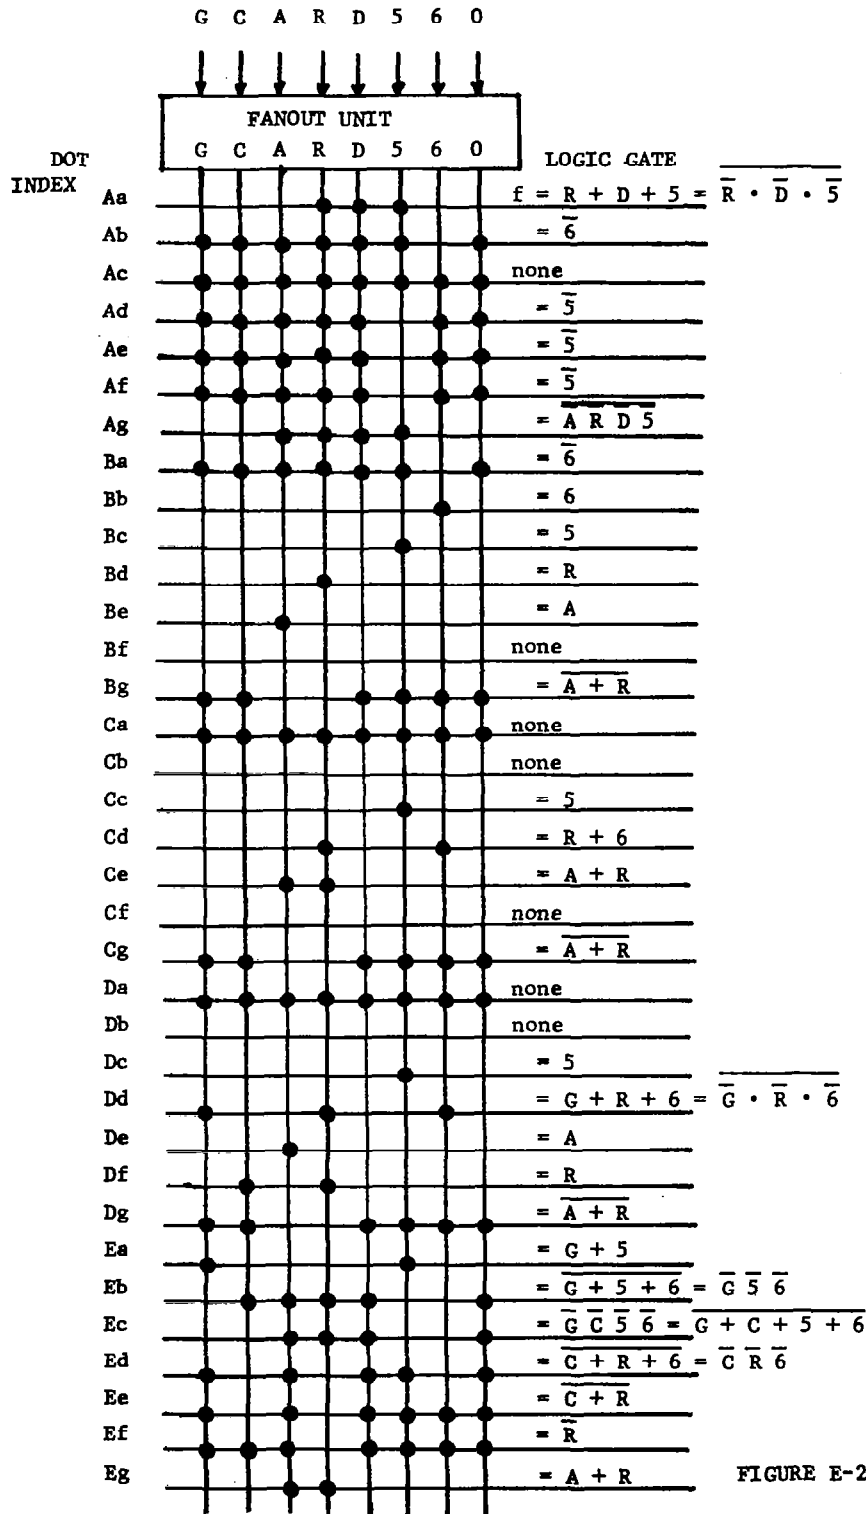 G C A R D 5 6 0
FANOUT UNIT
G C A R D 5 6 0
DOT INDEX
LOGIC GATE
Aa f = R + D + 5 = R̅ · D̅ · 5̅
Ab = 6̅
Ac none
Ad = 5̅
Ae = 5̅
Af = 5̅
Ag = A̅ R̅ D̅ 5̅
Ba = 6̅
Bb = 6
Bc = 5
Bd = R
Be = A
Bf none
Bg = A + R
Ca none
Cb none
Cc = 5
Cd = R + 6
Ce = A + R
Cf none
Cg = A + R
Da none
Db none
Dc = 5
Dd = G + R + 6 = G̅ · R̅ · 6̅
De = A
Df = R
Dg = A + R
Ea = G + 5
Eb = G + 5 + 6 = G̅ 5̅ 6̅
Ec = G̅ C̅ 5̅ 6̅ = G + C + 5 + 6
Ed = C + R + 6 = C̅ R̅ 6̅
Ee = C + R
Ef = R̅
Eg = A + R
FIGURE E-2